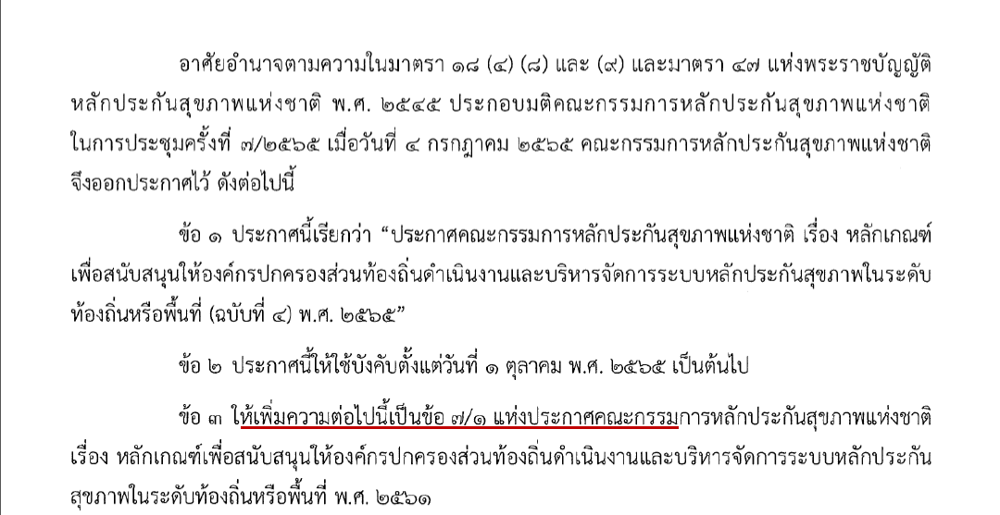 อาศัยอำนาจตามความในมาตรา ๑๘ (๔) (๘) และ (๙) และมาตรา ๔๗ แห่งพระราชบัญญัติ
หลักประกันสุขภาพแห่งชาติ พ.ศ. ๒๕๔๕ ประกอบมติคณะกรรมการหลักประกันสุขภาพแห่งชาติ
ในการประชุมครั้งที่ ๗/๒๕๖๕ เมื่อวันที่ ๔ กรกฎาคม ๒๕๖๕ คณะกรรมการหลักประกันสุขภาพแห่งชาติ
จึงออกประกาศไว้ ดังต่อไปนี้
ข้อ ๑ ประกาศนี้เรียกว่า “ประกาศคณะกรรมการหลักประกันสุขภาพแห่งชาติ เรื่อง หลักเกณฑ์
เพื่อสนับสนุนให้องค์กรปกครองส่วนท้องถิ่นดำเนินงานและบริหารจัดการระบบหลักประกันสุขภาพในระดับ
ท้องถิ่นหรือพื้นที่ (ฉบับที่ ๔) พ.ศ. ๒๕๖๕”
ข้อ ๒ ประกาศนี้ให้ใช้บังคับตั้งแต่วันที่ ๑ ตุลาคม พ.ศ. ๒๕๖๕ เป็นต้นไป
ข้อ ๓ ให้เพิ่มความต่อไปนี้เป็นข้อ ๗/๑ แห่งประกาศคณะกรรมการหลักประกันสุขภาพแห่งชาติ
เรื่อง หลักเกณฑ์เพื่อสนับสนุนให้องค์กรปกครองส่วนท้องถิ่นดำเนินงานและบริหารจัดการระบบหลักประกัน
สุขภาพในระดับท้องถิ่นหรือพื้นที่ พ.ศ. ๒๕๖๑